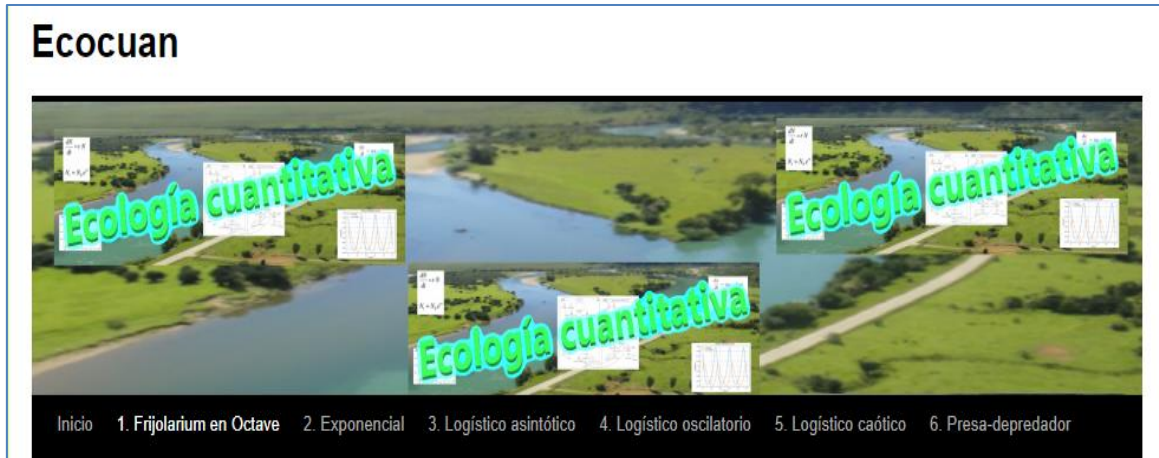 Ecocuan
Ecología cuantitativa
Ecología cuantitativa
Ecología cuantitativa
Inicio 1. Frijolarium en Octave 2. Exponencial 3. Logístico asintótico 4. Logístico oscilatorio 5. Logístico caótico 6. Presa-depredador